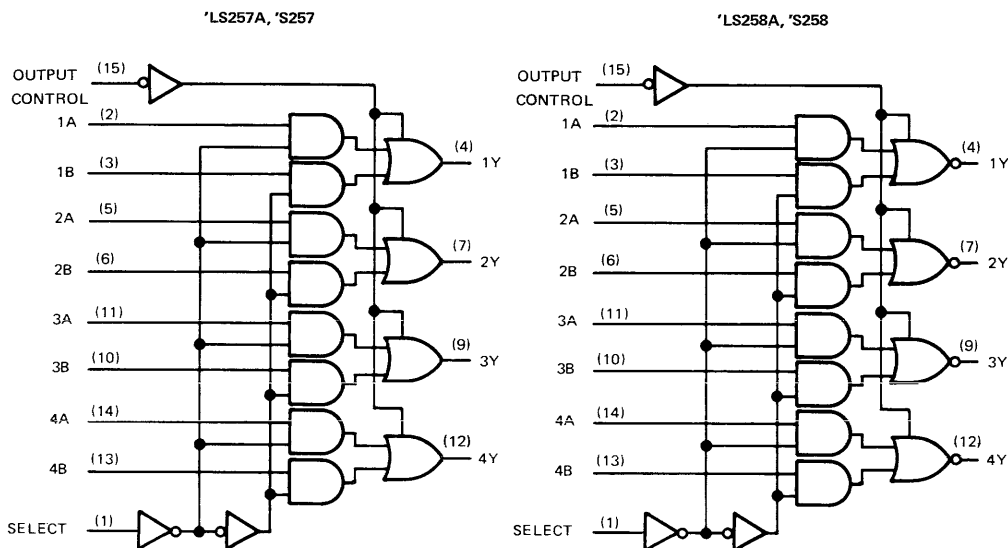 'LS257A, 'S257
OUTPUT CONTROL (15)
1A (2)
1B (3)
2A (5)
2B (6)
3A (11)
3B (10)
4A (14)
4B (13)
SELECT (1)
(4) 1Y
(7) 2Y
(9) 3Y
(12) 4Y
'LS258A, 'S258
OUTPUT CONTROL (15)
1A (2)
1B (3)
2A (5)
2B (6)
3A (11)
3B (10)
4A (14)
4B (13)
SELECT (1)
(4) 1Y
(7) 2Y
(9) 3Y
(12) 4Y